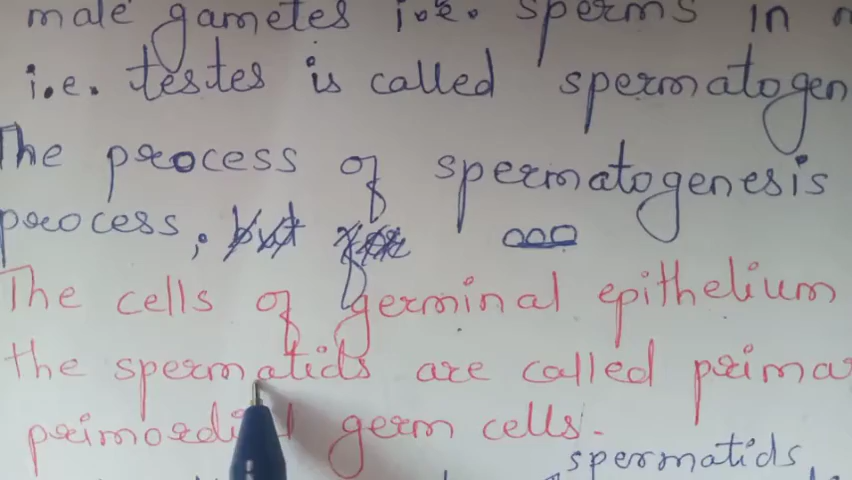 male gametes i.e. sperms in
i.e. testes is called spermatogen
The process of spermatogenesis
process,
The cells of germinal epithelium
the spermatids are called prima
primordial germ cells.
spermatids